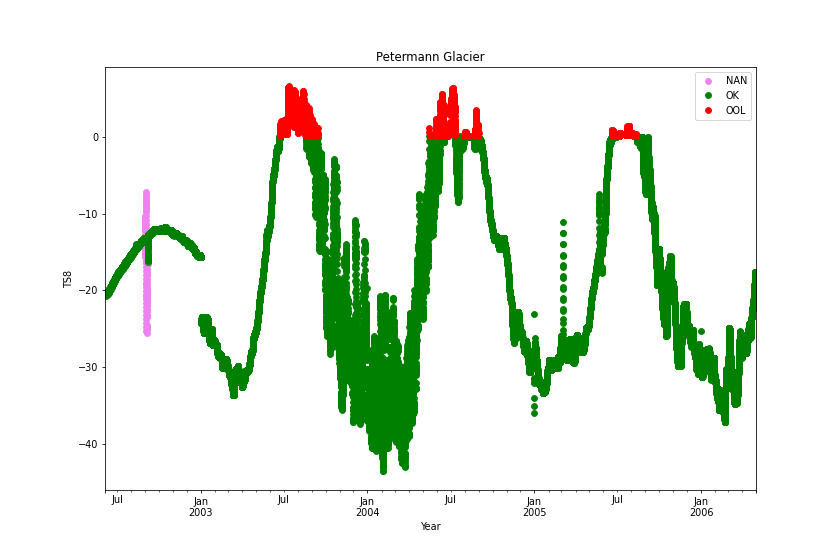 Petermann Glacier
NAN
OK
OOL
TS8
0
−10
−20
−30
−40
Jul
Jan
2003
Jul
Jan
2004
Jul
Jan
2005
Jul
Jan
2006
Year